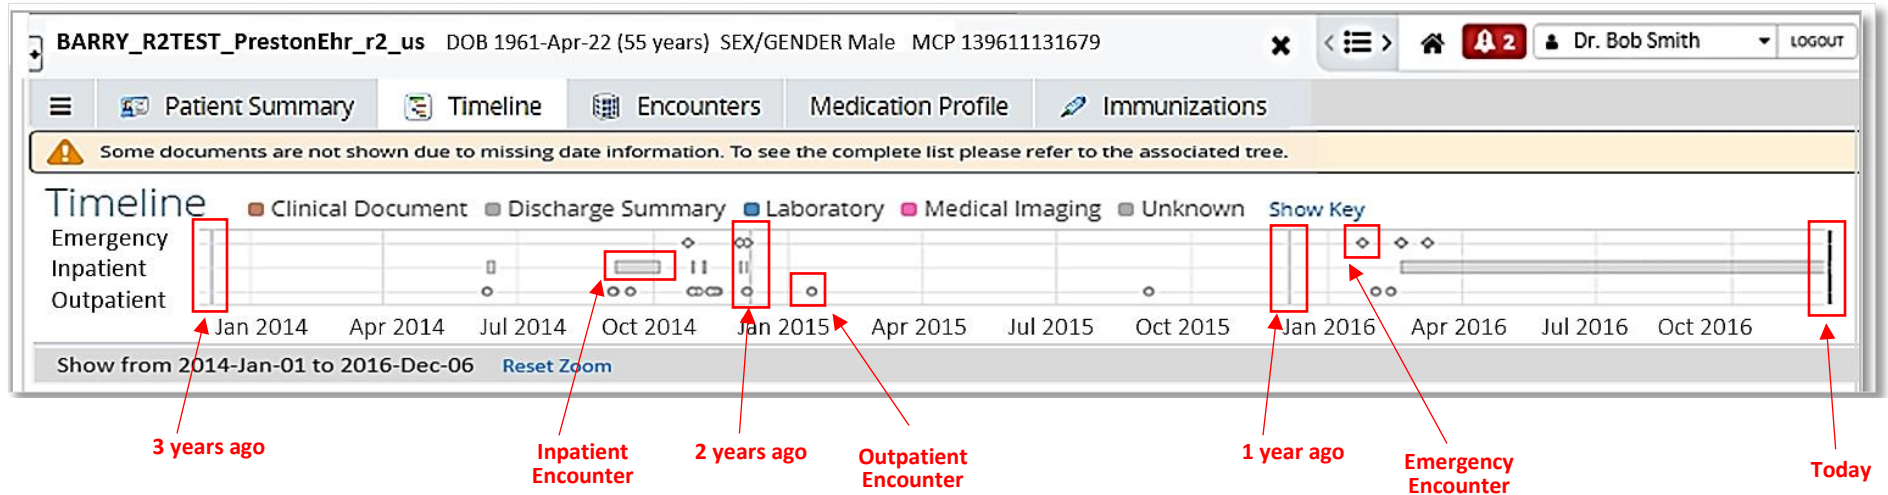 BARRY_R2TEST_PrestonEhr_r2_us DOB 1961-Apr-22 (55 years) SEX/GENDER Male MCP 139611131679 2 Dr. Bob Smith LOGOUT
Patient Summary Timeline Encounters Medication Profile Immunizations
Some documents are not shown due to missing date information. To see the complete list please refer to the associated tree.
Timeline Clinical Document Discharge Summary Laboratory Medical Imaging Unknown Show Key
Emergency
Inpatient
Outpatient
Jan 2014 Apr 2014 Jul 2014 Oct 2014 Jan 2015 Apr 2015 Jul 2015 Oct 2015 Jan 2016 Apr 2016 Jul 2016 Oct 2016
Show from 2014-Jan-01 to 2016-Dec-06 Reset Zoom
3 years ago
Inpatient
Encounter
2 years ago
Outpatient
Encounter
1 year ago
Emergency
Encounter
Today